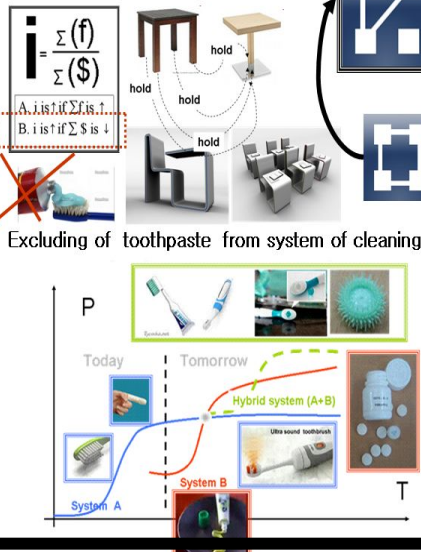 i = Σ(f)
Σ($)
A. i is↑if Σf is ↑
B. i is↑if Σ $ is ↓
hold
hold
hold
hold
Excluding of toothpaste from system of cleaning
P
Today
Tomorrow
Hybrid system (A+B)
Ultra sound toothbrush
System B
System A
T